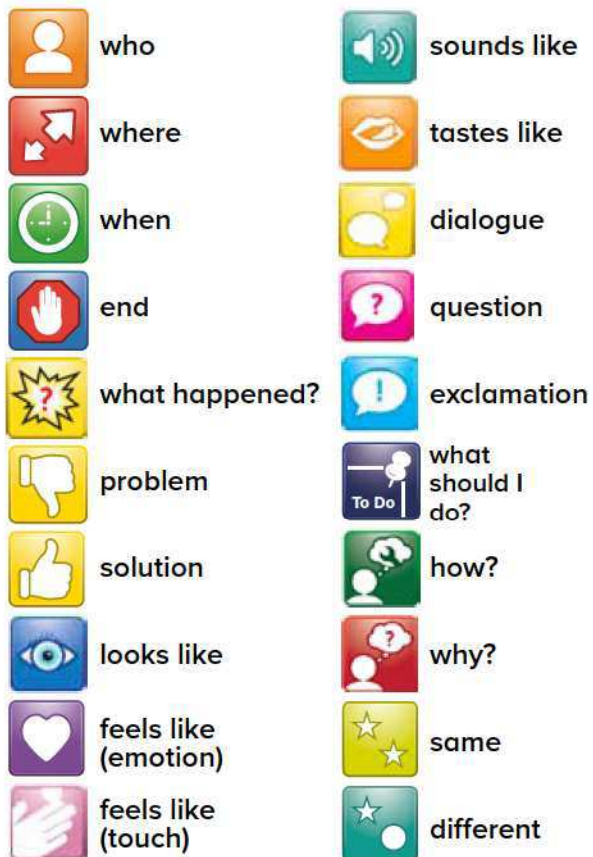 who
where
when
end
?
what happened?
problem
solution
looks like
feels like
(emotion)
feels like
(touch)
sounds like
tastes like
dialogue
?
question
!
exclamation
To Do
what
should I
do?
how?
?
why?
same
different